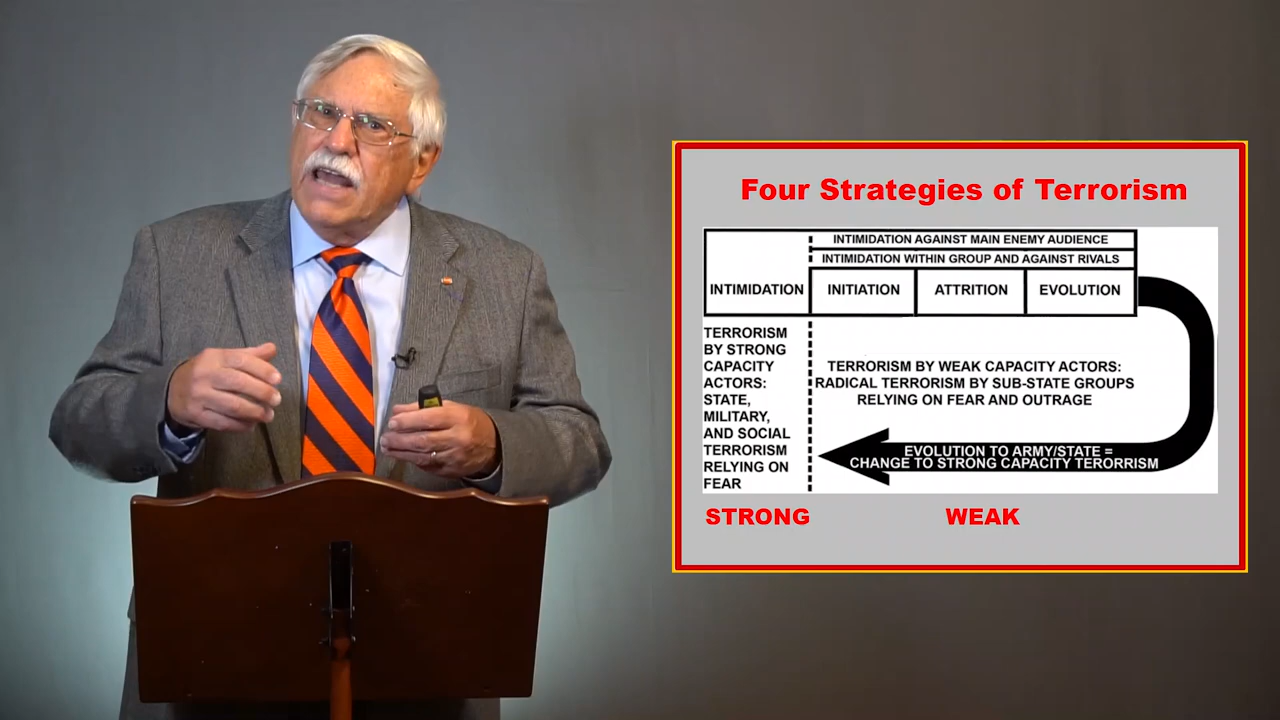 Four Strategies of Terrorism
INTIMIDATION AGAINST MAIN ENEMY AUDIENCE
INTIMIDATION WITHIN GROUP AND AGAINST RIVALS
INTIMIDATION
INITIATION
ATTRITION
EVOLUTION
TERRORISM
BY STRONG
CAPACITY
ACTORS:
STATE,
MILITARY,
AND SOCIAL
TERRORISM
RELYING ON
FEAR
TERRORISM BY WEAK CAPACITY ACTORS:
RADICAL TERRORISM BY SUB-STATE GROUPS
RELYING ON FEAR AND OUTRAGE
EVOLUTION TO ARMY/STATE =
CHANGE TO STRONG CAPACITY TERORRISM
STRONG
WEAK